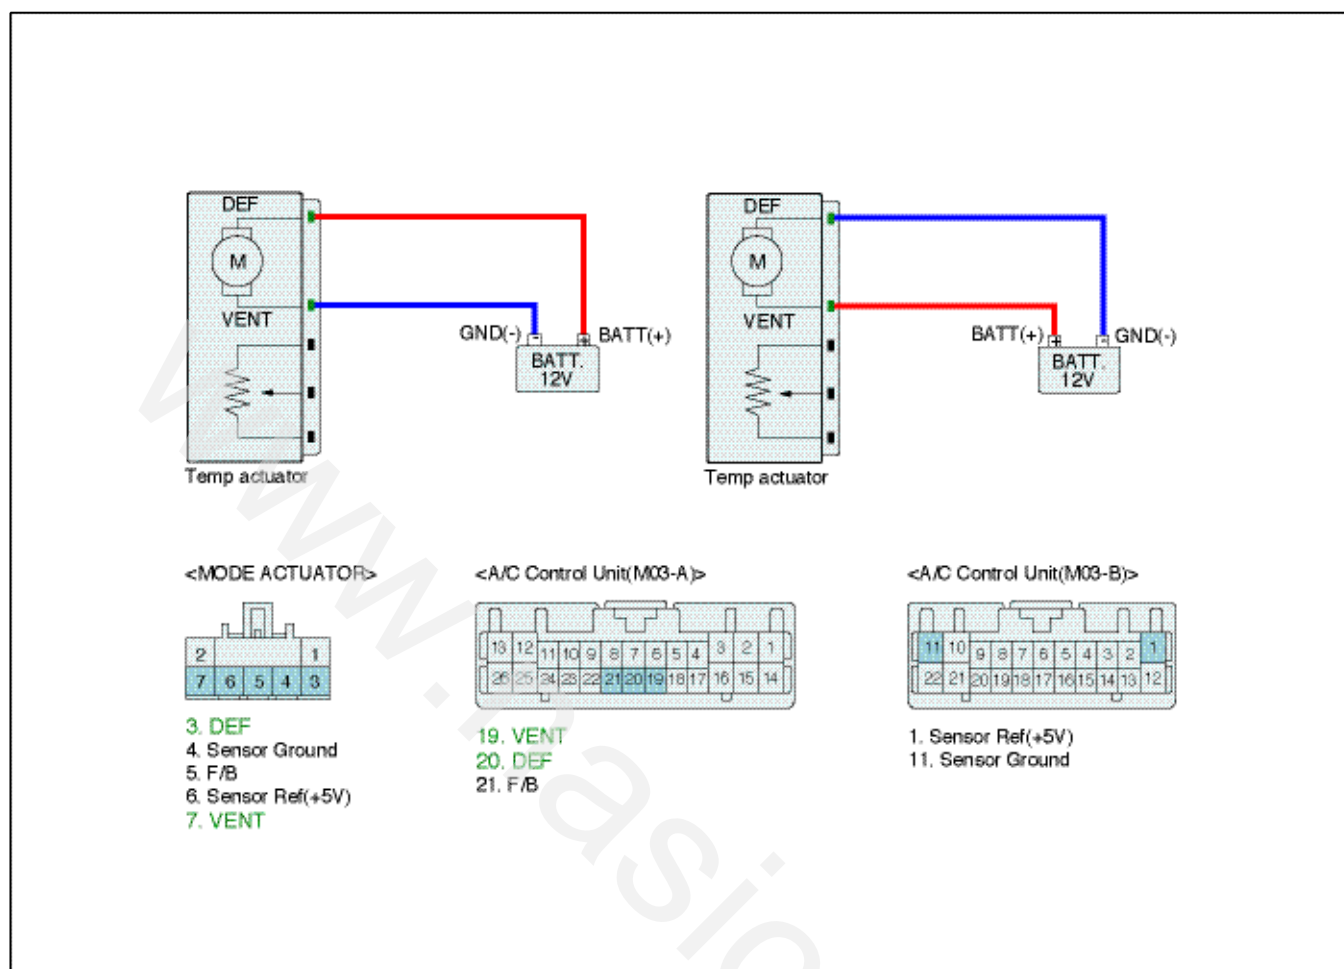 DEF
M
VENT
GND(-) - + BATT(+)
BATT.
12V
Temp actuator
DEF
M
VENT
BATT(+) + - GND(-)
BATT.
12V
Temp actuator
<MODE ACTUATOR>
2 1
7 6 5 4 3
3. DEF
4. Sensor Ground
5. F/B
6. Sensor Ref(+5V)
7. VENT
<A/C Control Unit(M03-A)>
13 12 11 10 9 8 7 6 5 4 3 2 1
26 25 24 23 22 21 20 19 18 17 16 15 14
19. VENT
20. DEF
21. F/B
<A/C Control Unit(M03-B)>
11 10 9 8 7 6 5 4 3 2 1
22 21 20 19 18 17 16 15 14 13 12
1. Sensor Ref(+5V)
11. Sensor Ground
www.nasio